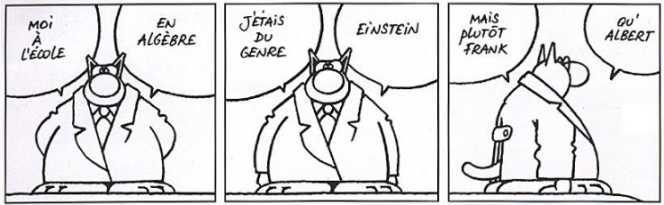 MOI
À
L'ÉCOLE
EN
ALGÈBRE
J'ÉTAIS
DU
GENRE
EINSTEIN
MAIS
PLUTÔT
FRANK
QU'
ALBERT